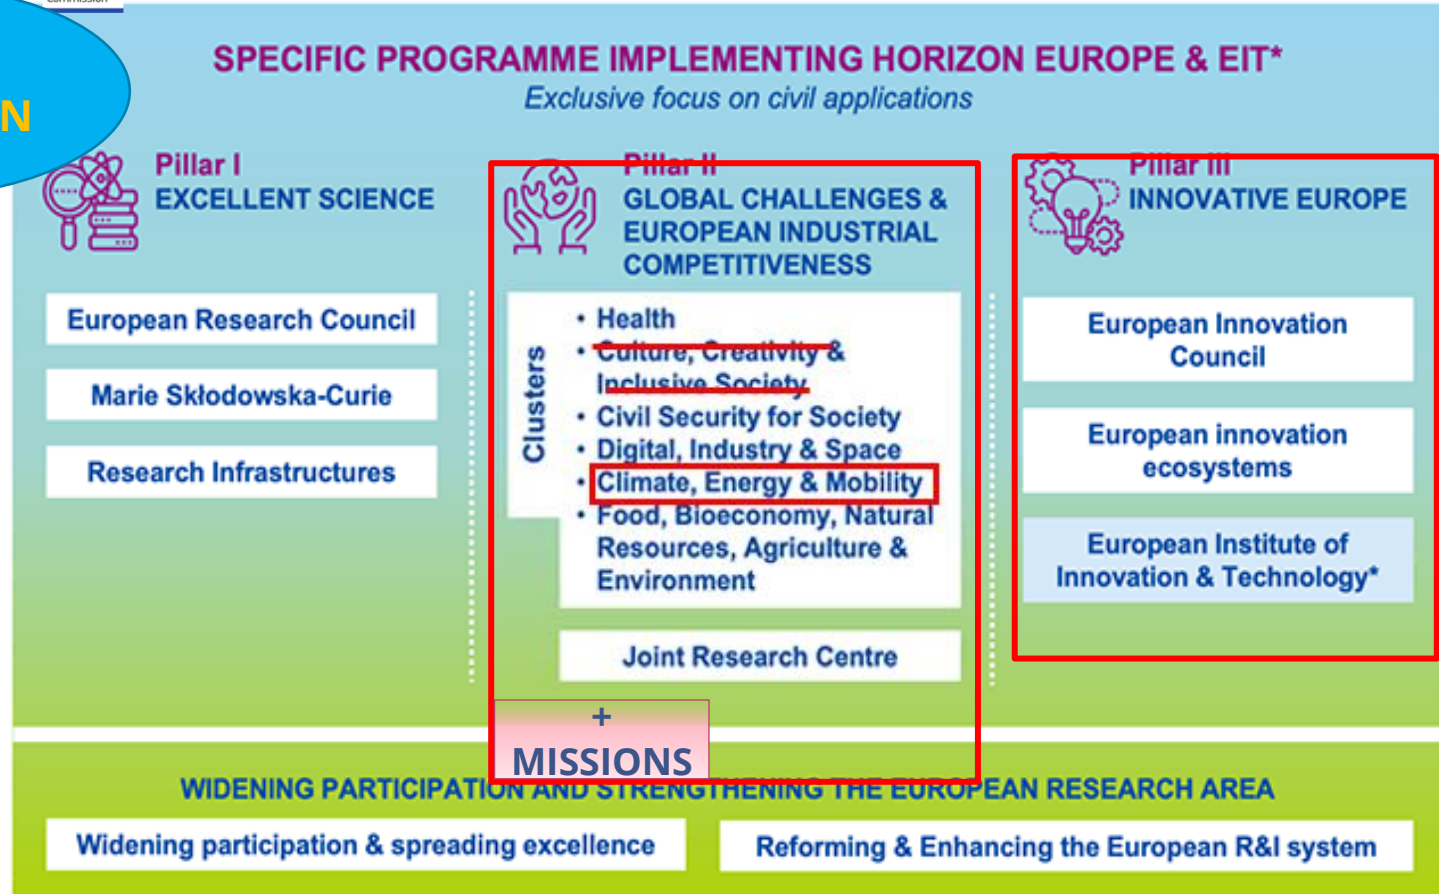 Commission
N
SPECIFIC PROGRAMME IMPLEMENTING HORIZON EUROPE & EIT*
Exclusive focus on civil applications
Pillar I
EXCELLENT SCIENCE
European Research Council
Marie Skłodowska-Curie
Research Infrastructures
Pillar II
GLOBAL CHALLENGES &
EUROPEAN INDUSTRIAL
COMPETITIVENESS
Clusters
• Health
• Culture, Creativity &
Inclusive Society
• Civil Security for Society
• Digital, Industry & Space
• Climate, Energy & Mobility
• Food, Bioeconomy, Natural
Resources, Agriculture &
Environment
Joint Research Centre
+
MISSIONS
Pillar III
INNOVATIVE EUROPE
European Innovation
Council
European innovation
ecosystems
European Institute of
Innovation & Technology*
WIDENING PARTICIPATION AND STRENGTHENING THE EUROPEAN RESEARCH AREA
Widening participation & spreading excellence
Reforming & Enhancing the European R&I system